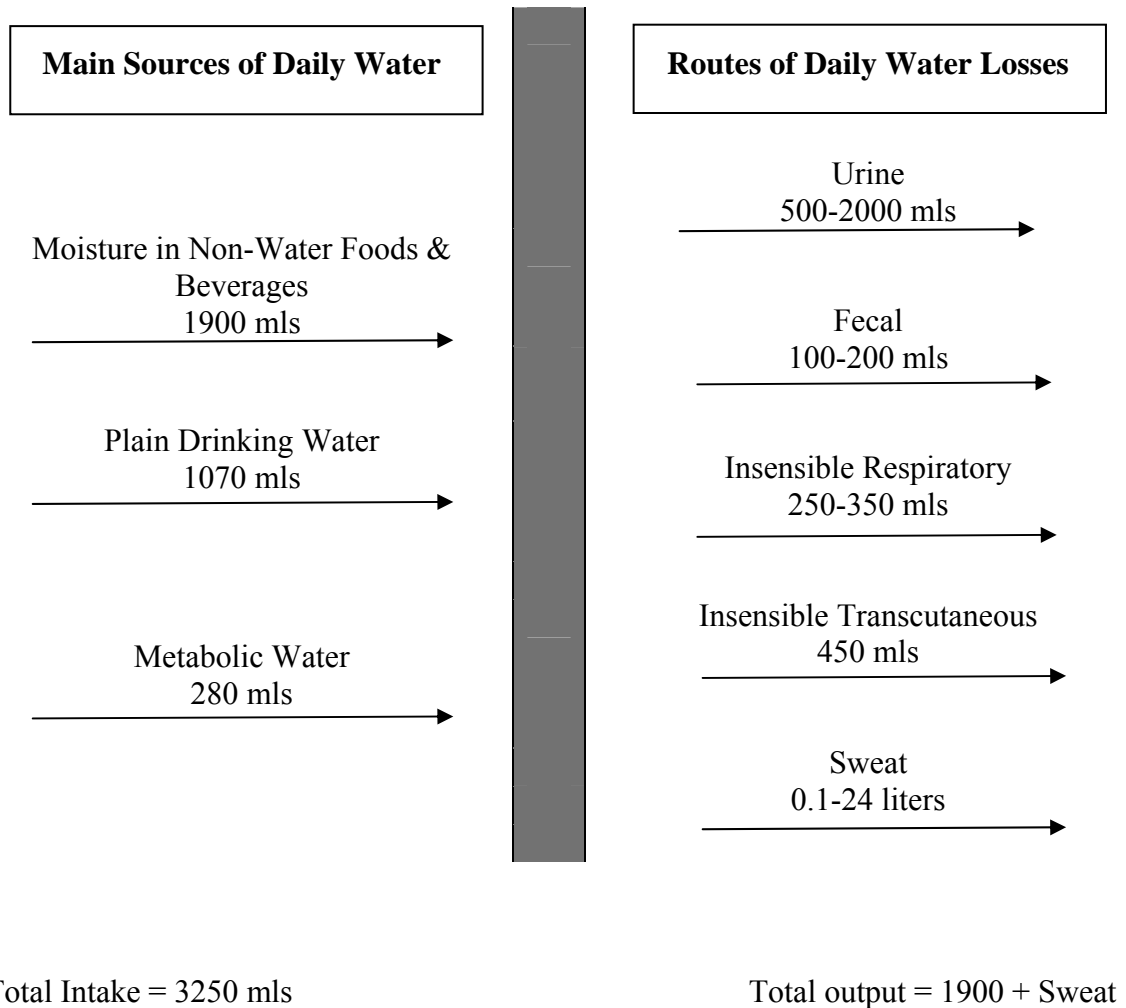 Main Sources of Daily Water
Moisture in Non-Water Foods &
Beverages
1900 mls
Plain Drinking Water
1070 mls
Metabolic Water
280 mls
Routes of Daily Water Losses
Urine
500-2000 mls
Fecal
100-200 mls
Insensible Respiratory
250-350 mls
Insensible Transcutaneous
450 mls
Sweat
0.1-24 liters
Total Intake = 3250 mls
Total output = 1900 + Sweat